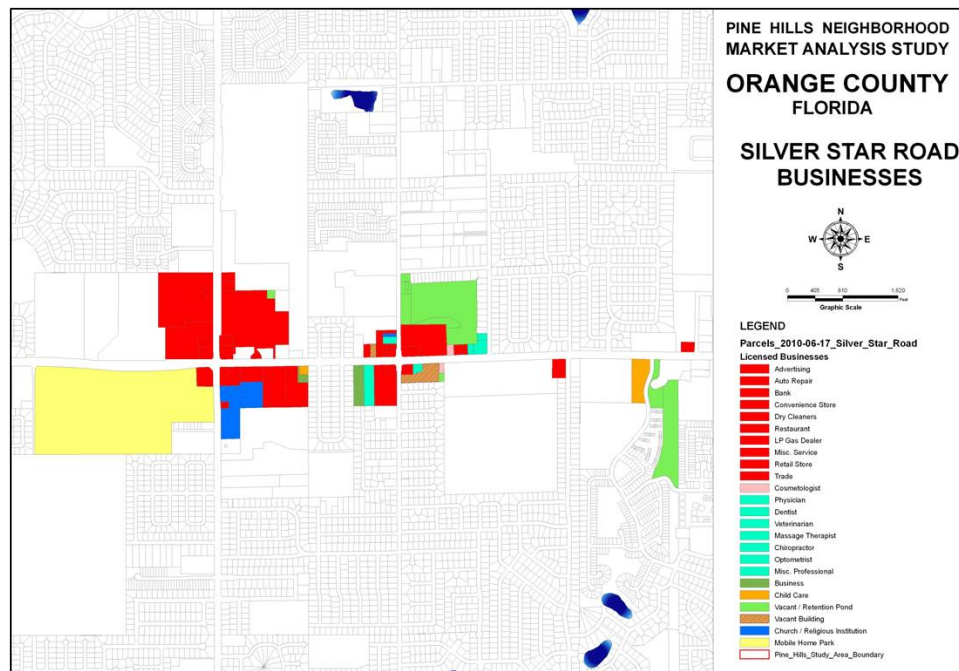 PINE HILLS NEIGHBORHOOD
MARKET ANALYSIS STUDY
ORANGE COUNTY
FLORIDA
SILVER STAR ROAD
BUSINESSES
N
W E
S
0 405 810 1,620
Feet
Graphic Scale
LEGEND
Parcels_2010-06-17_Silver_Star_Road
Licensed Businesses
Advertising
Auto Repair
Bank
Convenience Store
Dry Cleaners
Restaurant
LP Gas Dealer
Misc. Service
Retail Store
Trade
Cosmetologist
Physician
Dentist
Veterinarian
Massage Therapist
Chiropractor
Optometrist
Misc. Professional
Business
Child Care
Vacant / Retention Pond
Vacant Building
Church / Religious Institution
Mobile Home Park
Pine_Hills_Study_Area_Boundary